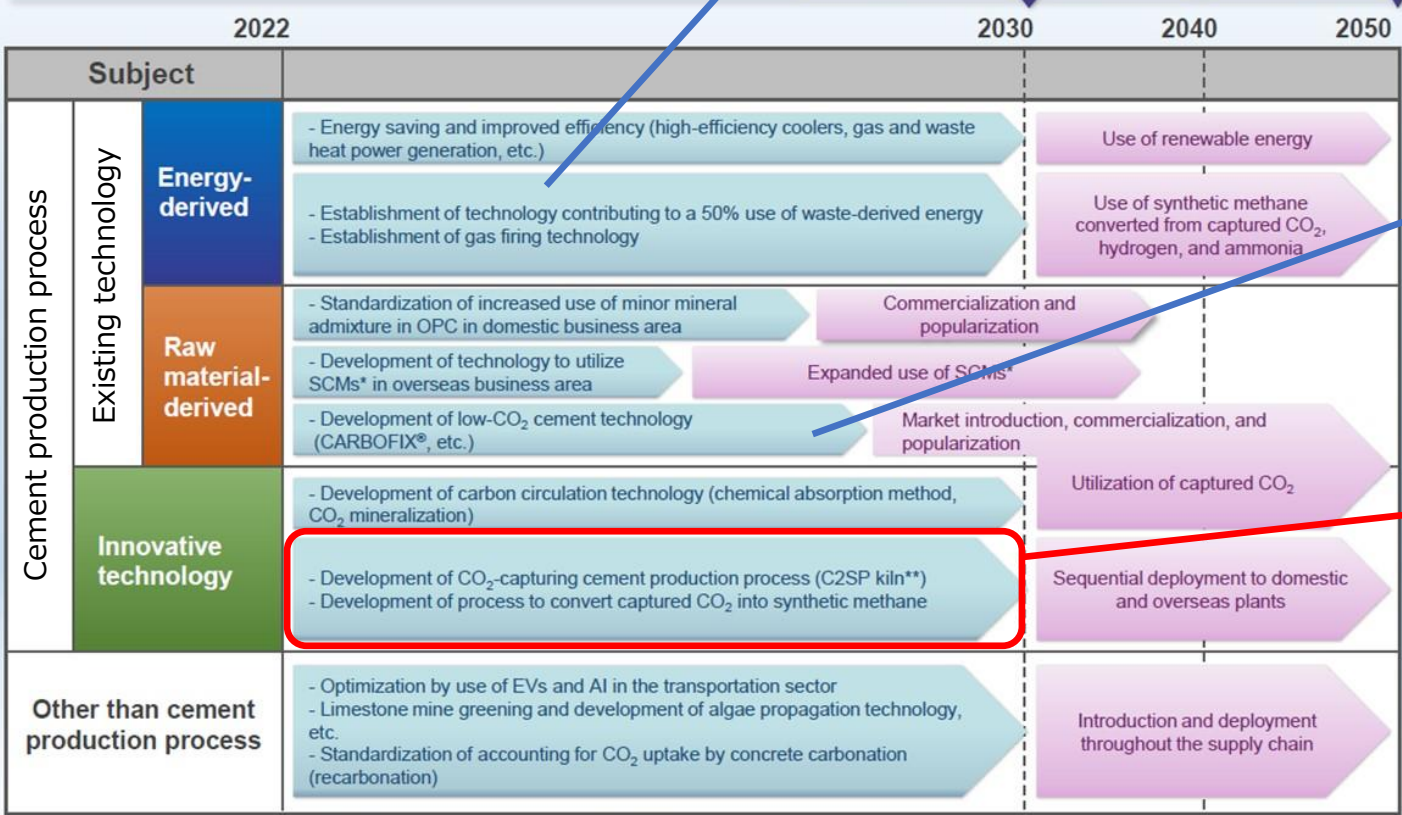 2022 2030 2040 2050
Subject
Cement production process
Existing technology
Energy-
derived
- Energy saving and improved efficiency (high-efficiency coolers, gas and waste
heat power generation, etc.)
Use of renewable energy
- Establishment of technology contributing to a 50% use of waste-derived energy
- Establishment of gas firing technology
Use of synthetic methane
converted from captured CO₂,
hydrogen, and ammonia
Raw
material-
derived
- Standardization of increased use of minor mineral
admixture in OPC in domestic business area
Commercialization and
popularization
- Development of technology to utilize
SCMs* in overseas business area
Expanded use of SCMs*
- Development of low-CO₂ cement technology
(CARBOFIX®, etc.)
Market introduction, commercialization, and
popularization
Utilization of captured CO₂
Innovative
technology
- Development of carbon circulation technology (chemical absorption method,
CO₂ mineralization)
- Development of CO₂-capturing cement production process (C2SP kiln**)
- Development of process to convert captured CO₂ into synthetic methane
Sequential deployment to domestic
and overseas plants
Other than cement
production process
- Optimization by use of EVs and AI in the transportation sector
- Limestone mine greening and development of algae propagation technology,
etc.
- Standardization of accounting for CO₂ uptake by concrete carbonation
(recarbonation)
Introduction and deployment
throughout the supply chain